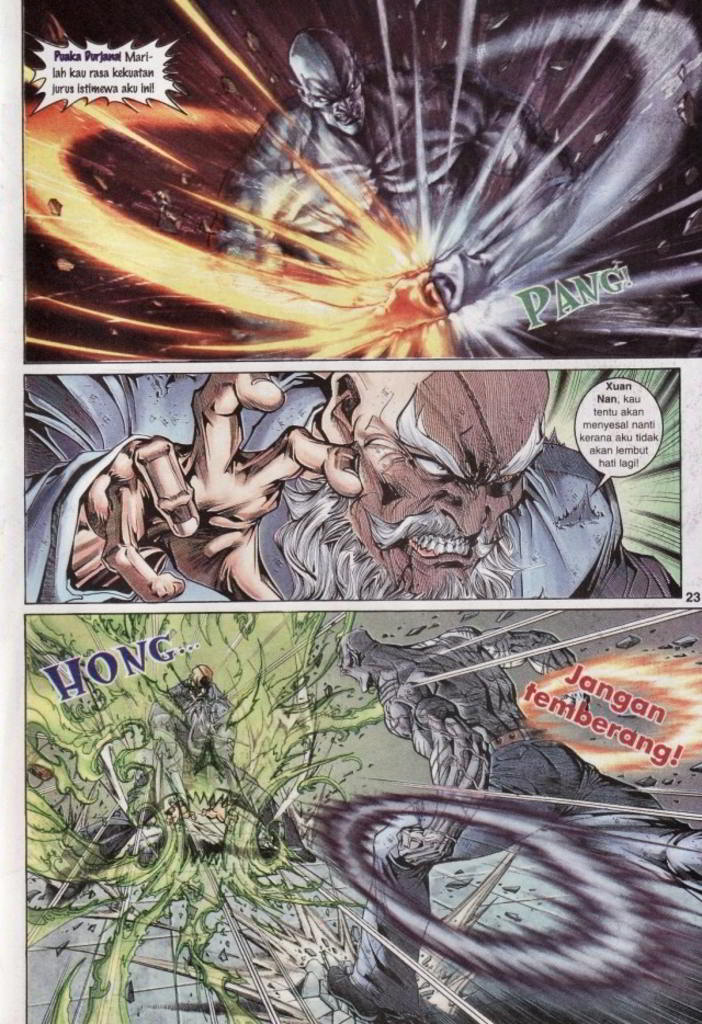 Puaka Durjana! Mari-
lah kau rasa kekuatan
jurus istimewa aku ini!
PANG!
Xuan
Nan, kau
tentu akan
menyesal nanti
kerana aku tidak
akan lembut
hati lagi!
23
HONG...
Jangan
temberang!